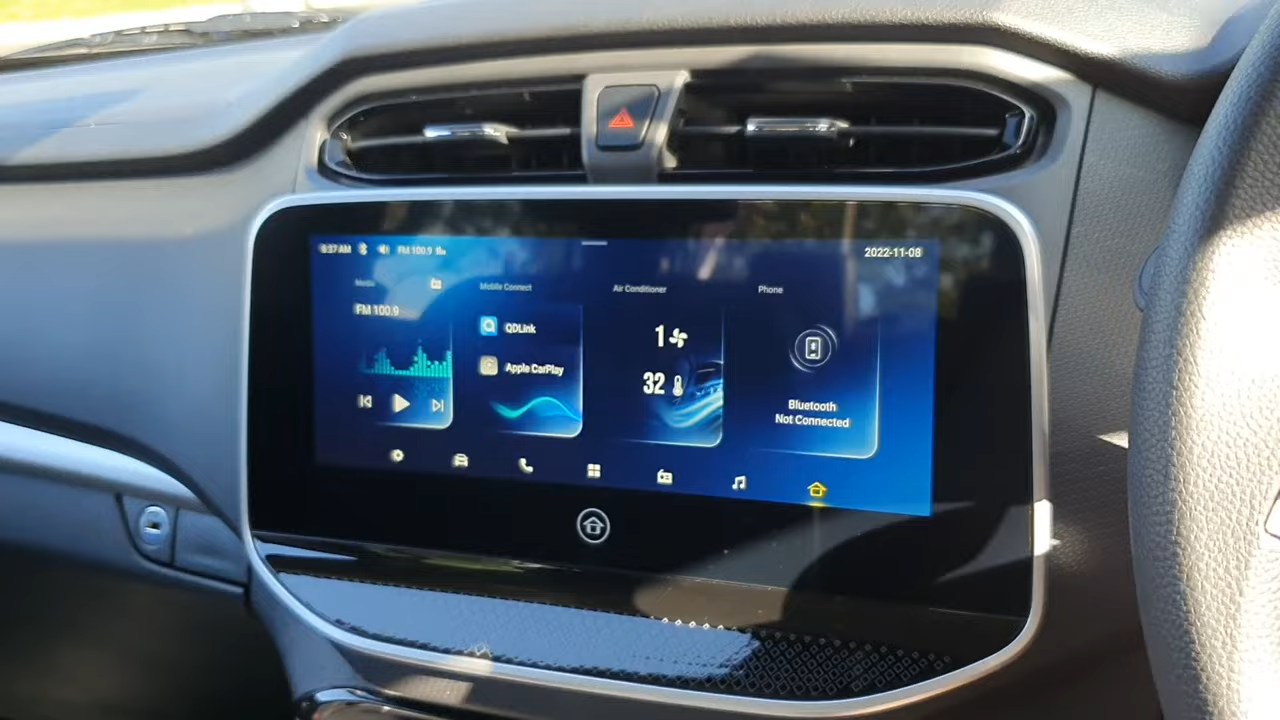 8:37 AM FM 100.9
2022-11-08
Media
Mobile Connect
Air Conditioner
Phone
FM 100.9
QDLink
Apple CarPlay
1
32
Bluetooth
Not Connected